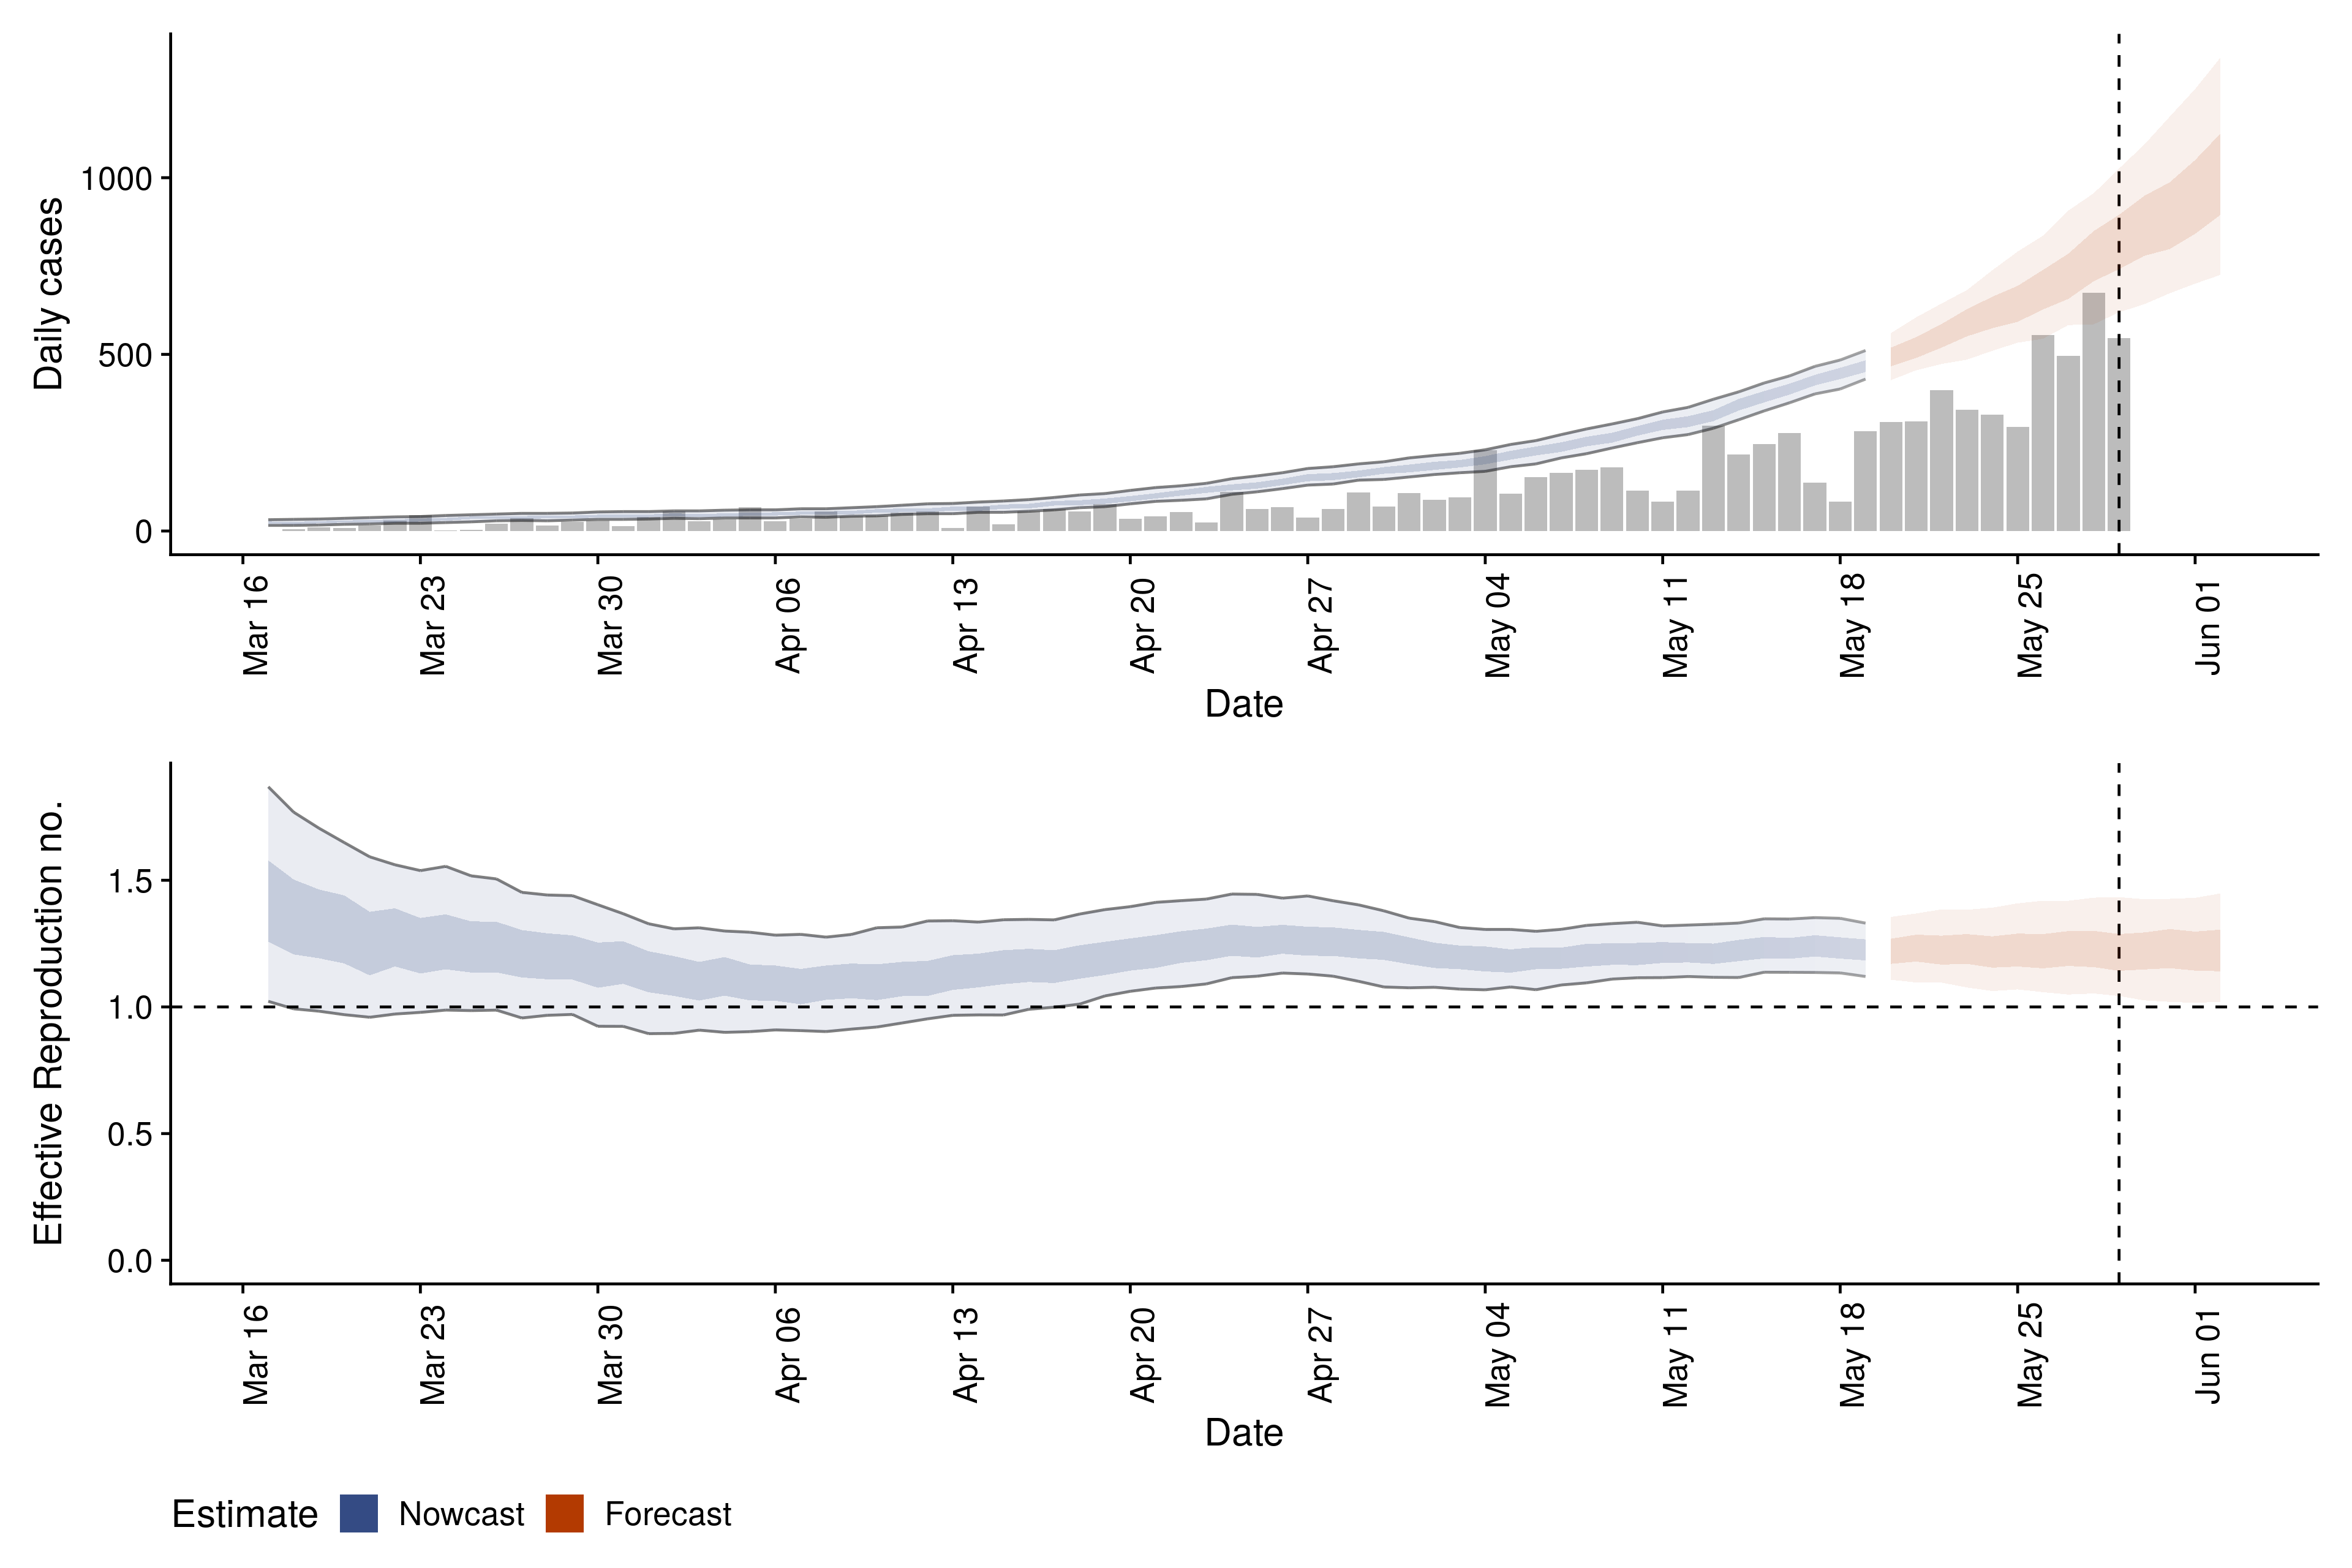 Daily cases
1000
500
0
Mar 16 Mar 23 Mar 30 Apr 06 Apr 13 Apr 20 Apr 27 May 04 May 11 May 18 May 25 Jun 01
Date
Effective Reproduction no.
1.5
1.0
0.5
0.0
Mar 16 Mar 23 Mar 30 Apr 06 Apr 13 Apr 20 Apr 27 May 04 May 11 May 18 May 25 Jun 01
Date
Estimate Nowcast Forecast